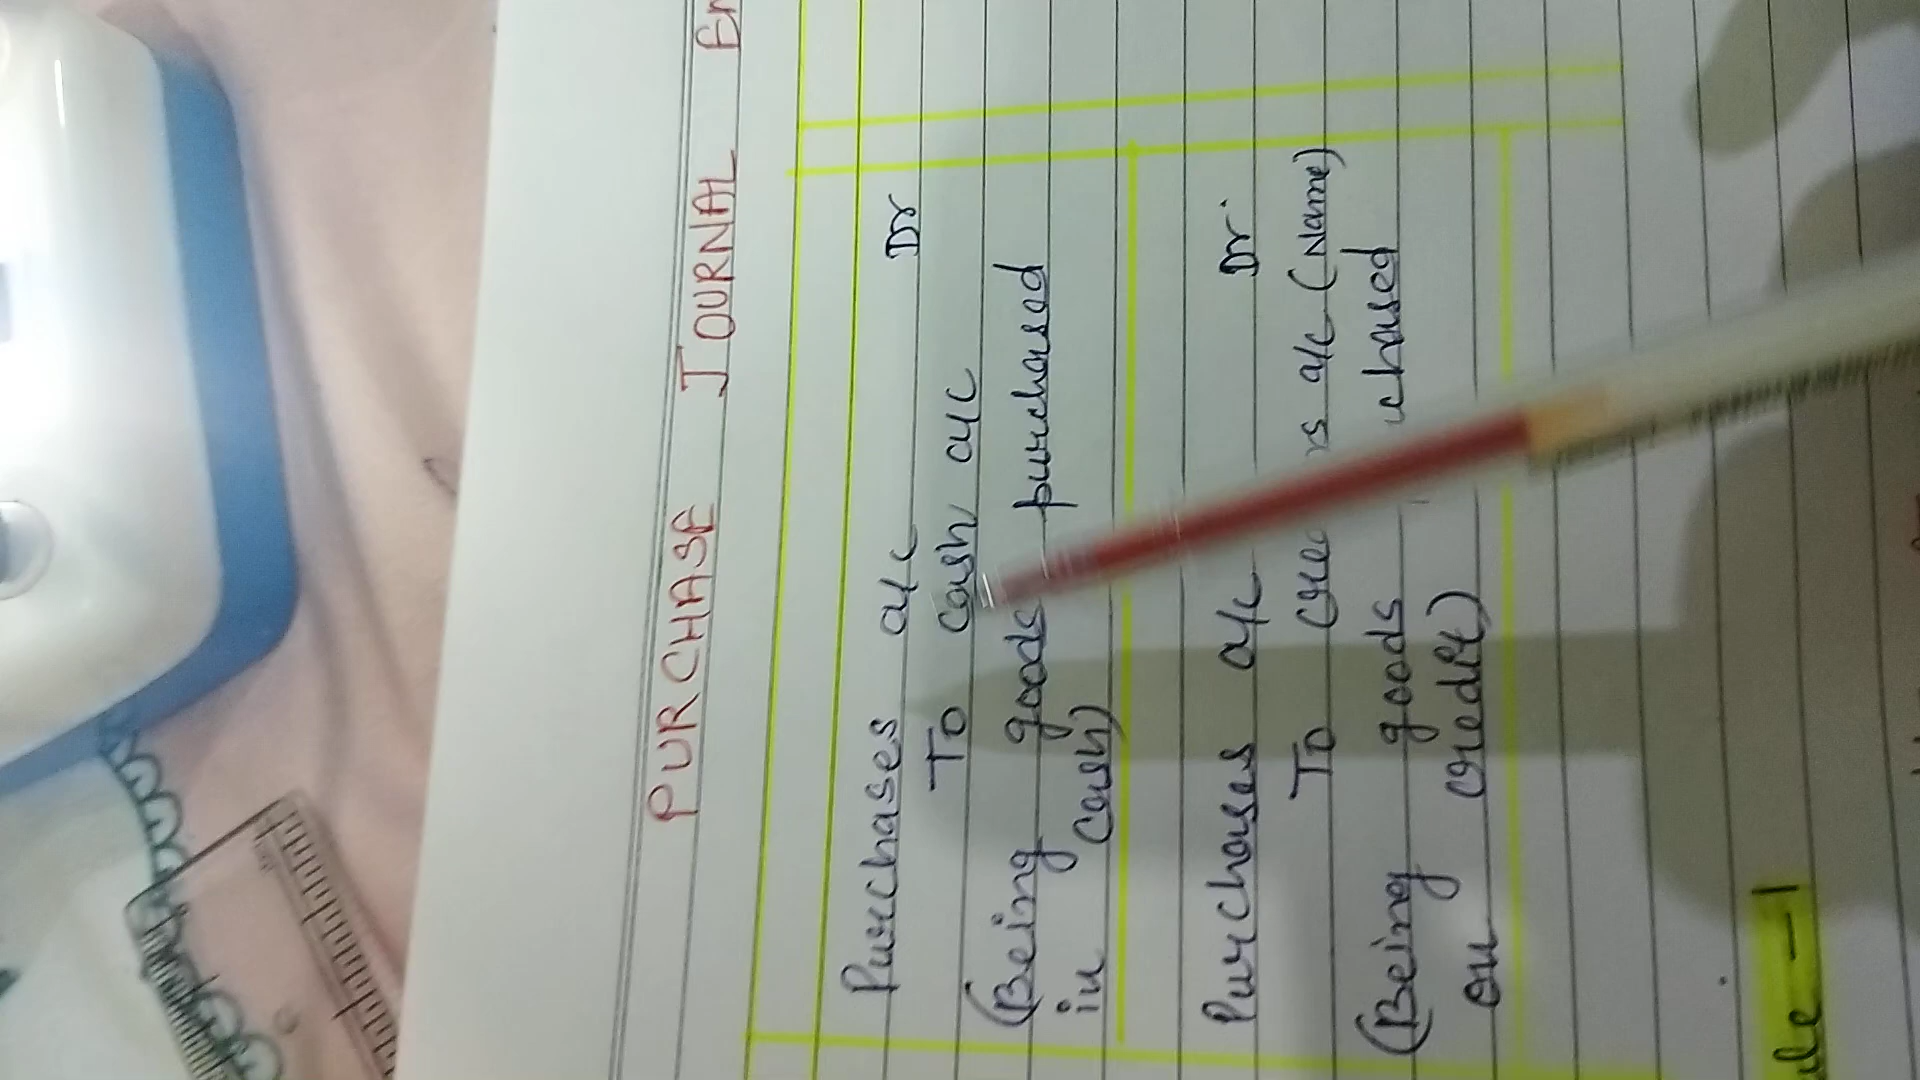 PURCHASE JOURNAL En
Purchases a/c Dr
To cash a/c
(Being goods purchased
in cash)
Purchases a/c Dr.
To a/c (Name)
(Being goods
on credit)